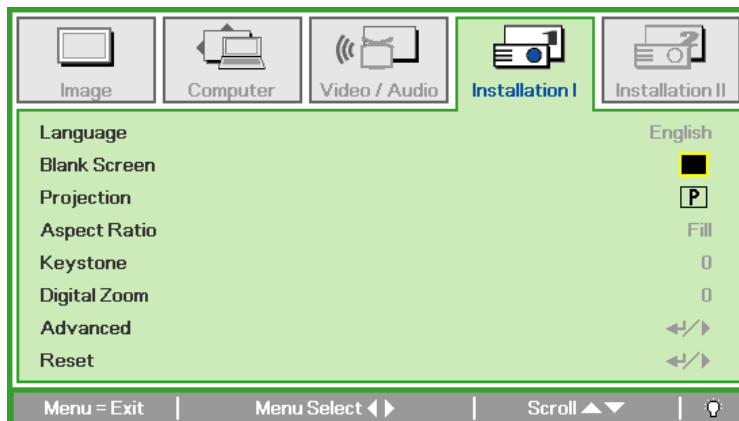 Image Computer Video / Audio Installation I Installation II
Language English
Blank Screen
Projection P
Aspect Ratio Fill
Keystone 0
Digital Zoom 0
Advanced
Reset
Menu = Exit Menu Select Scroll